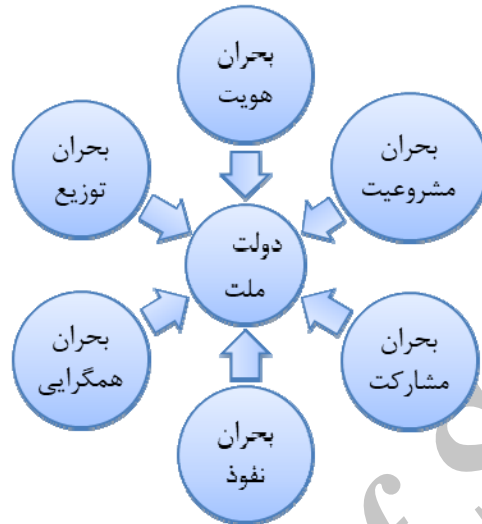 بحران
هویت
بحران
مشروعیت
بحران
توزیع
دولت
ملت
بحران
مشارکت
بحران
همگرایی
بحران
نفوذ